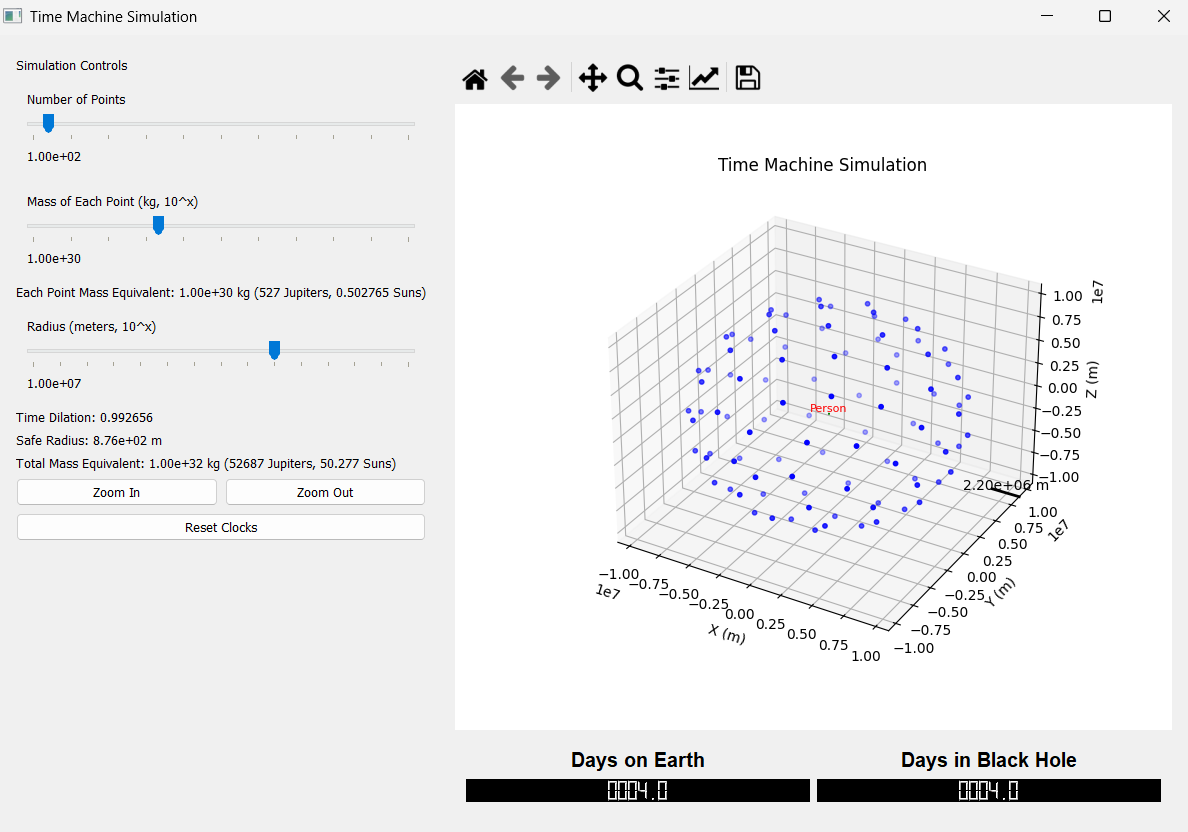 Time Machine Simulation
Simulation Controls
Number of Points
1.00e+02
Mass of Each Point (kg, 10^x)
1.00e+30
Each Point Mass Equivalent: 1.00e+30 kg (527 Jupiters, 0.502765 Suns)
Radius (meters, 10^x)
1.00e+07
Time Dilation: 0.992656
Safe Radius: 8.76e+02 m
Total Mass Equivalent: 1.00e+32 kg (52687 Jupiters, 50.277 Suns)
Zoom In
Zoom Out
Reset Clocks
Time Machine Simulation
1e7
1.00
0.75
0.50
0.25
0.00
−0.25
−0.50
−0.75
−1.00
Z (m)
Person
2.20e+06 m
1.00
0.75
0.50
0.25
0.00
−0.25
−0.50
−0.75
−1.00
1e7
Y (m)
−1.00
−0.75
−0.50
−0.25
0.00
0.25
0.50
0.75
1.00
1e7
X (m)
Days on Earth
0004.0
Days in Black Hole
0004.0